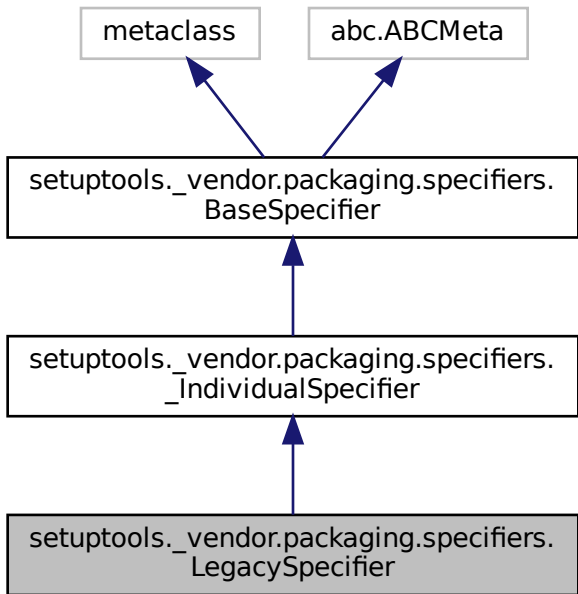 metaclass
abc.ABCMeta
setuptools._vendor.packaging.specifiers.
BaseSpecifier
setuptools._vendor.packaging.specifiers.
_IndividualSpecifier
setuptools._vendor.packaging.specifiers.
LegacySpecifier